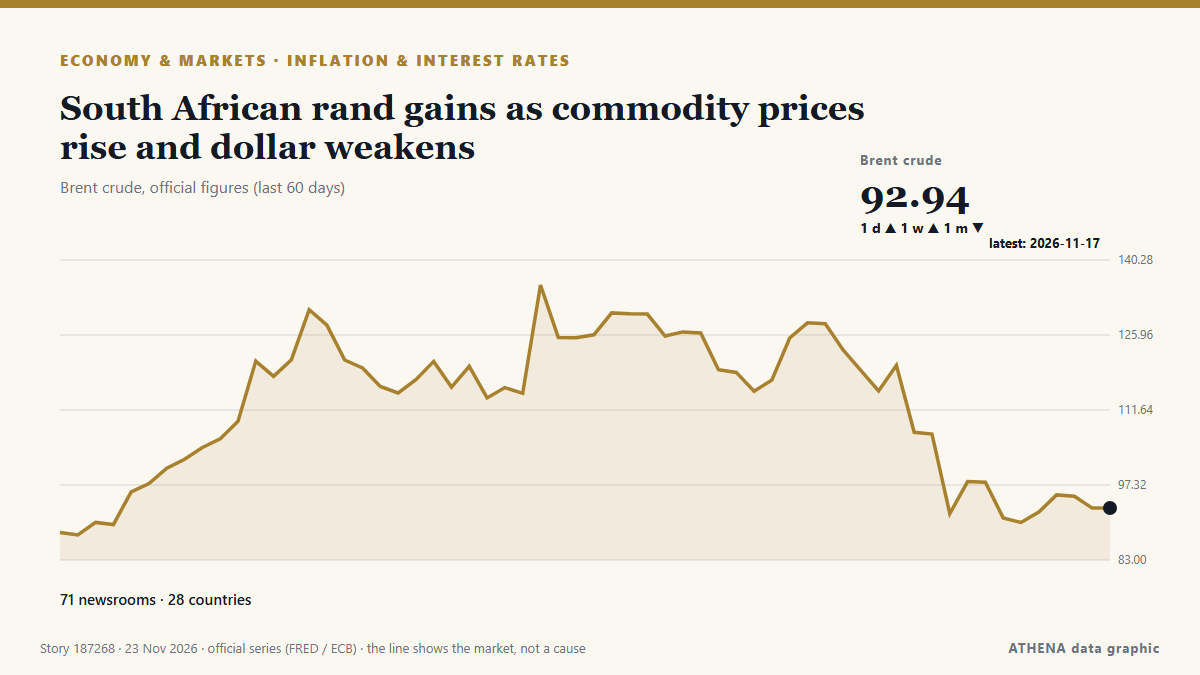 ECONOMY & MARKETS · INFLATION & INTEREST RATES
South African rand gains as commodity prices
rise and dollar weakens
Brent crude, official figures (last 60 days)
Brent crude
92.94
1 d ▲ 1 w ▲ 1 m ▼
latest: 2026-11-17
140.28
125.96
111.64
97.32
83.00
71 newsrooms · 28 countries
Story 187268 · 23 Nov 2026 · official series (FRED / ECB) · the line shows the market, not a cause
ATHENA data graphic